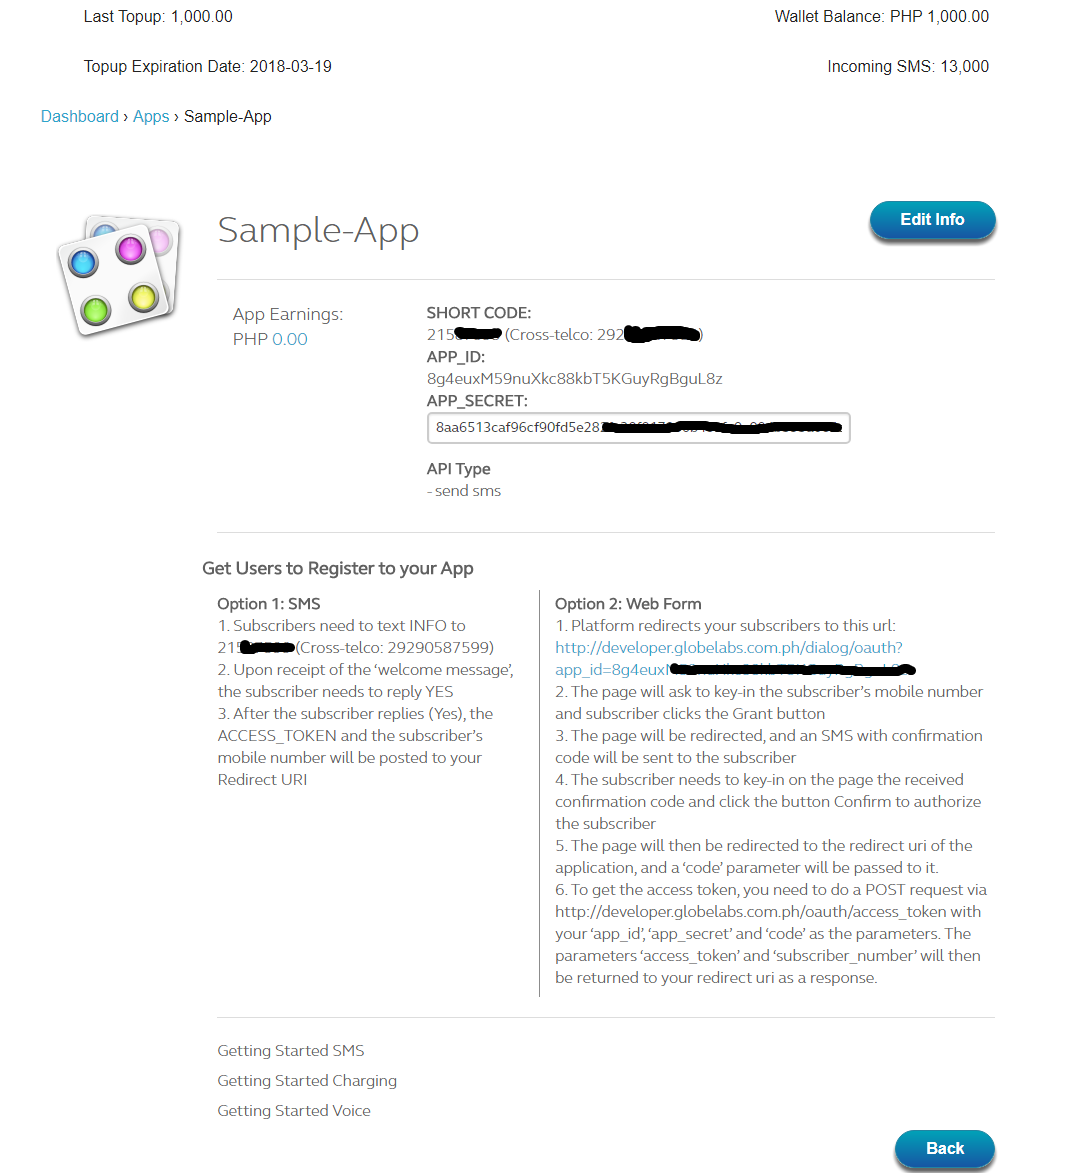 Last Topup: 1,000.00
Wallet Balance: PHP 1,000.00
Topup Expiration Date: 2018-03-19
Incoming SMS: 13,000
Dashboard › Apps › Sample-App
Sample-App
Edit Info
App Earnings:
PHP 0.00
SHORT CODE:
215 (Cross-telco: 292 )
APP_ID:
8g4euxM59nuXkc88kbT5KGuyRgBguL8z
APP_SECRET:
8aa6513caf96cf90fd5e28
API Type
- send sms
Get Users to Register to your App
Option 1: SMS
1. Subscribers need to text INFO to
21 (Cross-telco: 29290587599)
2. Upon receipt of the ‘welcome message’,
the subscriber needs to reply YES
3. After the subscriber replies (Yes), the
ACCESS_TOKEN and the subscriber’s
mobile number will be posted to your
Redirect URI
Option 2: Web Form
1. Platform redirects your subscribers to this url:
http://developer.globelabs.com.ph/dialog/oauth?
app_id=8g4eux
2. The page will ask to key-in the subscriber’s mobile number
and subscriber clicks the Grant button
3. The page will be redirected, and an SMS with confirmation
code will be sent to the subscriber
4. The subscriber needs to key-in on the page the received
confirmation code and click the button Confirm to authorize
the subscriber
5. The page will then be redirected to the redirect uri of the
application, and a ‘code’ parameter will be passed to it.
6. To get the access token, you need to do a POST request via
http://developer.globelabs.com.ph/oauth/access_token with
your ‘app_id’, ‘app_secret’ and ‘code’ as the parameters. The
parameters ‘access_token’ and ‘subscriber_number’ will then
be returned to your redirect uri as a response.
Getting Started SMS
Getting Started Charging
Getting Started Voice
Back